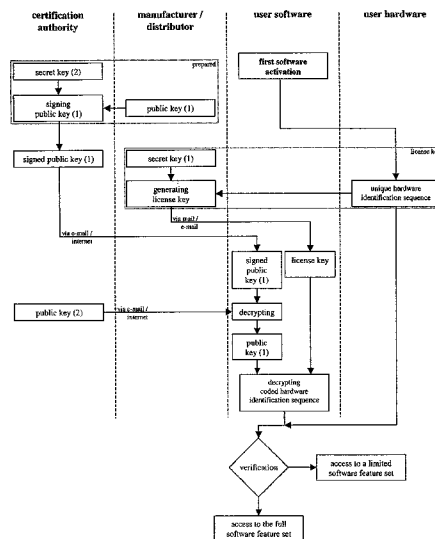 certification
authority
manufacturer /
distributor
user software
user hardware
prepared
secret key (2)
first software
activation
signing
public key (1)
public key (1)
signed public key (1)
license key
secret key (1)
generating
license key
unique hardware
identification sequence
via e-mail /
internet
via mail /
e-mail
signed
public
key (1)
license key
public key (2)
via e-mail /
internet
decrypting
public
key (1)
decrypting
coded hardware
identification sequence
verification
access to a limited
software feature set
access to the full
software feature set